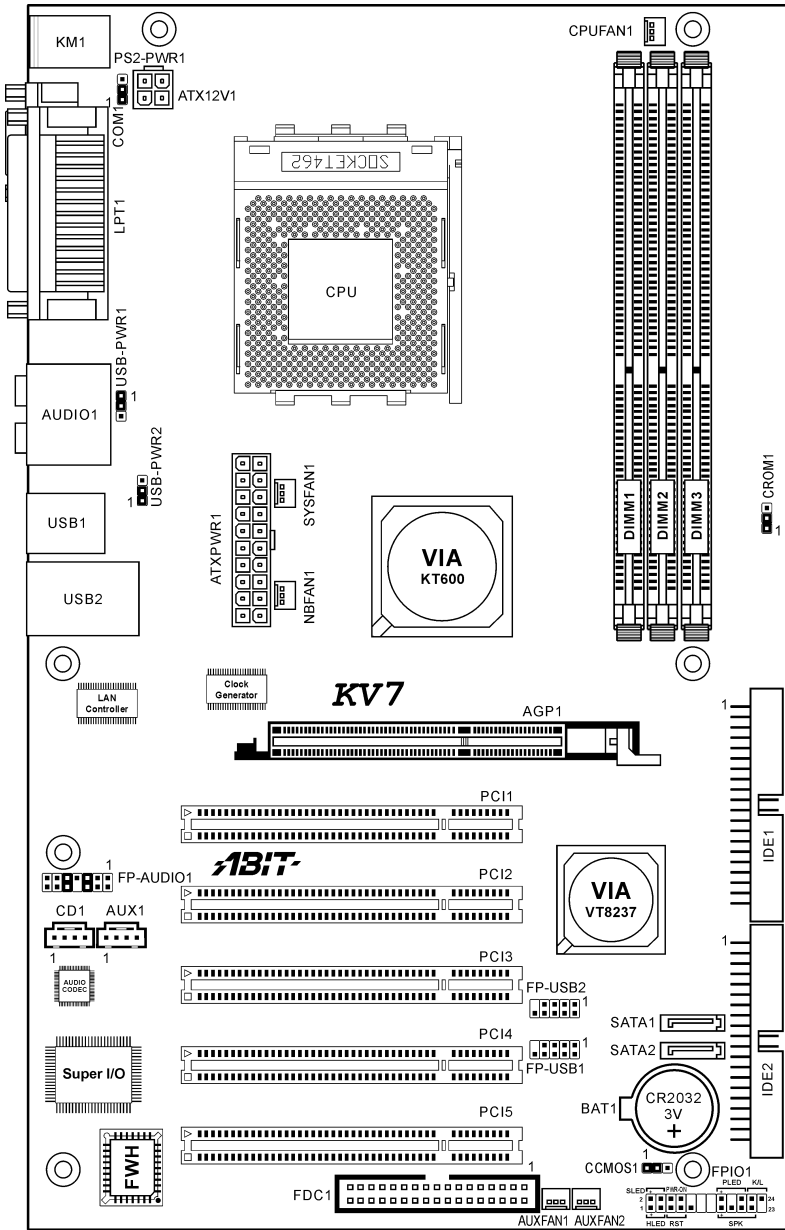 KM1
CPUFAN1
PS2-PWR1
ATX12V1
1
COM1
SOCKET462
LPT1
CPU
USB-PWR1
1
AUDIO1
USB-PWR2
1
SYSFAN1
CROM1
1
DIMM1
DIMM2
DIMM3
USB1
ATXPWR1
VIA
KT600
NBFAN1
USB2
LAN
Controller
Clock
Generator
KV7
AGP1
1
PCI1
IDE1
ABIT
1
FP-AUDIO1
PCI2
VIA
VT8237
CD1
AUX1
1
1
1
PCI3
AUDIO
CODEC
FP-USB2
1
SATA1
PCI4
1
SATA2
FP-USB1
Super I/O
IDE2
CR2032
3V
+
BAT1
PCI5
FWH
1
CCMOS1
1
FPIO1
FDC1
SLED
PWR-ON
PLED
K/L
2
24
1
23
HLED
RST
SPK
AUXFAN1
AUXFAN2